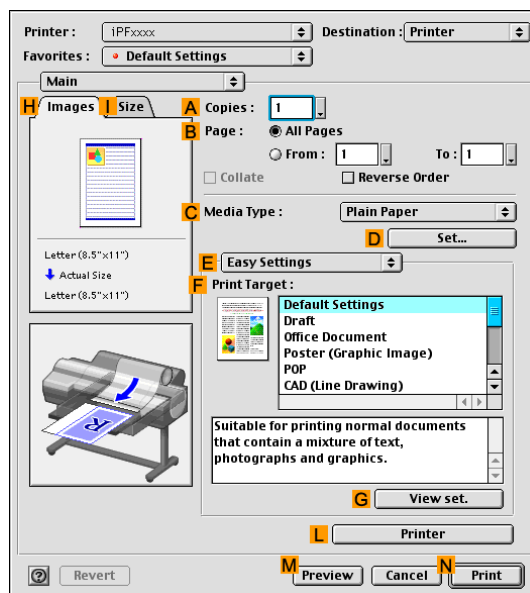 Printer : iPFxxxx Destination : Printer
Favorites : Default Settings
Main
H Images I Size
A Copies : 1
B Page : All Pages
From : 1 To : 1
Collate Reverse Order
C Media Type : Plain Paper
D Set...
Letter (8.5"x11")
Actual Size
Letter (8.5"x11")
E Easy Settings
F Print Target :
Default Settings
Draft
Office Document
Poster (Graphic Image)
POP
CAD (Line Drawing)
R
Suitable for printing normal documents
that contain a mixture of text,
photographs and graphics.
G View set.
L Printer
? Revert M Preview Cancel N Print